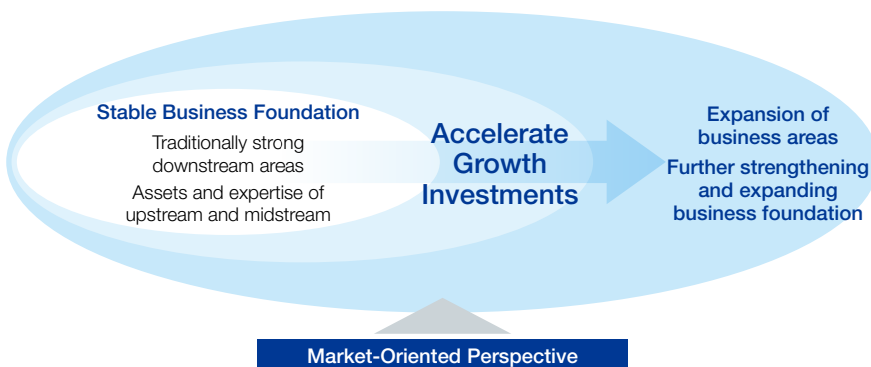 Stable Business Foundation
Traditionally strong
downstream areas
Assets and expertise of
upstream and midstream
Accelerate
Growth
Investments
Expansion of
business areas
Further strengthening
and expanding
business foundation
Market-Oriented Perspective